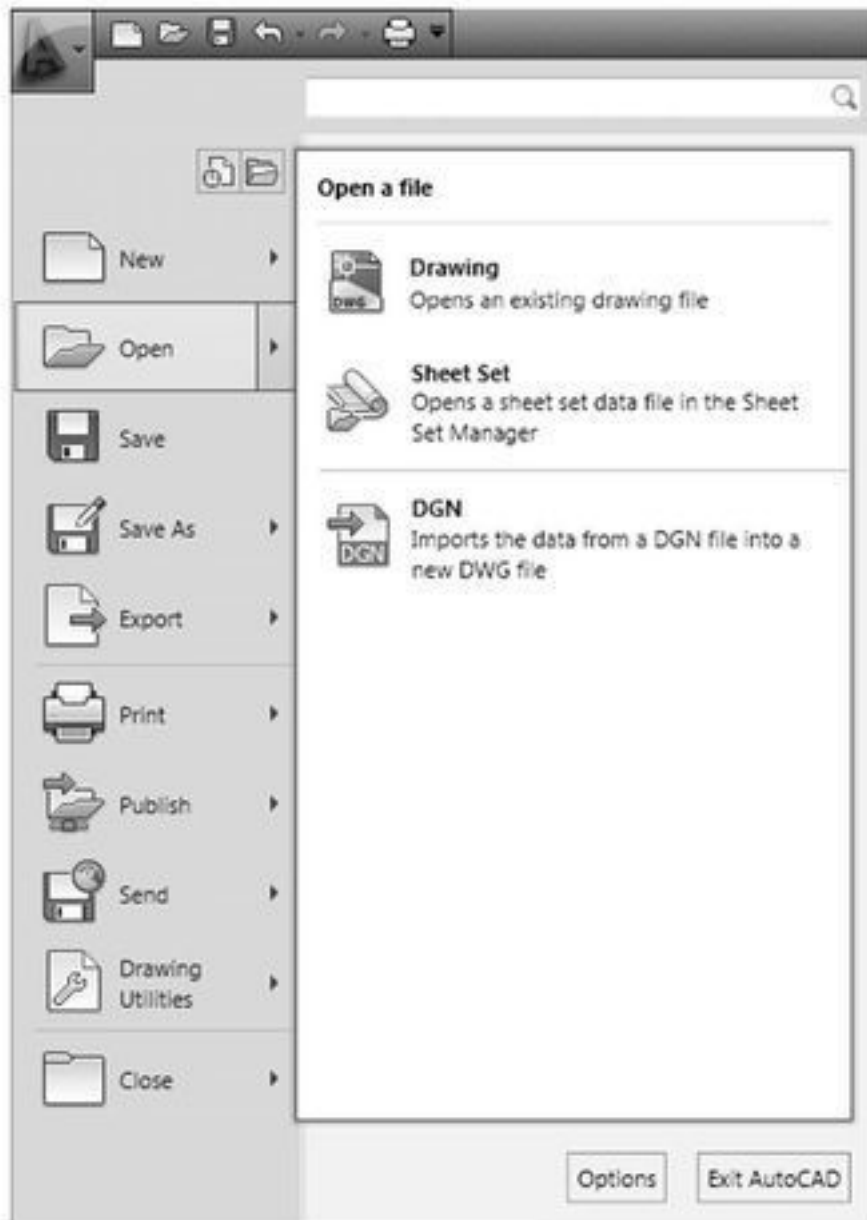 Open a file
New
Open
Save
Save As
Export
Print
Publish
Send
Drawing
Utilities
Close
DWG
Drawing
Opens an existing drawing file
Sheet Set
Opens a sheet set data file in the Sheet
Set Manager
DGN
DGN
Imports the data from a DGN file into a
new DWG file
Options
Exit AutoCAD